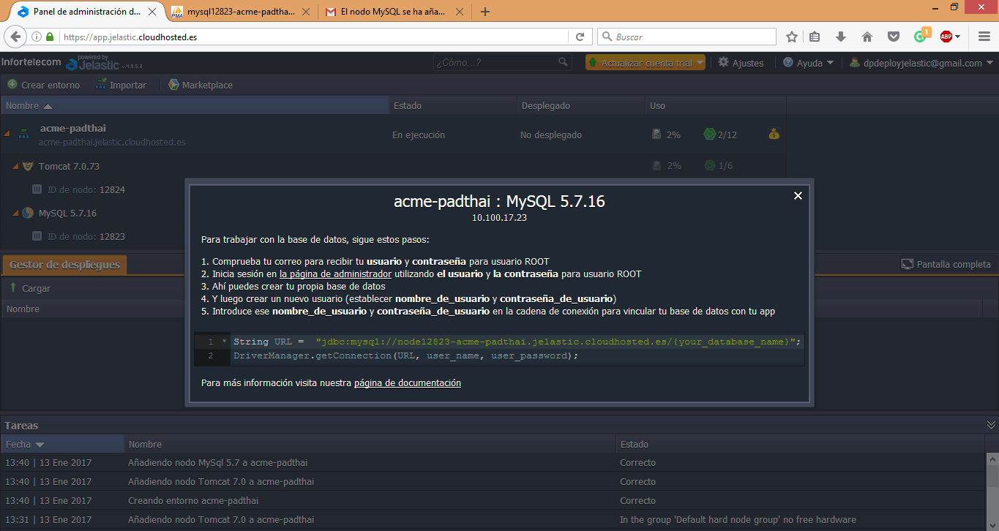 Panel de administración d...
mysql12823-acme-padtha...
El nodo MySQL se ha aña...
https://app.jelastic.cloudhosted.es
Buscar
1
ABP
Infortelecom
powered by
Jelastic v.4.9.5.2
¿Cómo...?
Actualizar cuenta trial
Ajustes
Ayuda
dpdeployjelastic@gmail.com
Crear entorno
Importar
Marketplace
Nombre
Estado
Desplegado
Uso
acme-padthai
acme-padthai.jelastic.cloudhosted.es
En ejecución
No desplegado
2%
2/12
Tomcat 7.0.73
2%
1/6
ID de nodo: 12824
MySQL 5.7.16
ID de nodo: 12823
acme-padthai : MySQL 5.7.16
10.100.17.23
Para trabajar con la base de datos, sigue estos pasos:
1. Comprueba tu correo para recibir tu usuario y contraseña para usuario ROOT
2. Inicia sesión en la página de administrador utilizando el usuario y la contraseña para usuario ROOT
3. Ahí puedes crear tu propia base de datos
4. Y luego crear un nuevo usuario (establecer nombre_de_usuario y contraseña_de_usuario)
5. Introduce ese nombre_de_usuario y contraseña_de_usuario en la cadena de conexión para vincular tu base de datos con tu app
1 String URL = "jdbc:mysql://node12823-acme-padthai.jelastic.cloudhosted.es/{your_database_name}";
2 DriverManager.getConnection(URL, user_name, user_password);
Para más información visita nuestra página de documentación
Gestor de despliegues
Pantalla completa
Cargar
Nombre
Tareas
Fecha
Nombre
Estado
13:40 | 13 Ene 2017 Añadiendo nodo MySql 5.7 a acme-padthai Correcto
13:40 | 13 Ene 2017 Añadiendo nodo Tomcat 7.0 a acme-padthai Correcto
13:40 | 13 Ene 2017 Creando entorno acme-padthai Correcto
13:31 | 13 Ene 2017 Añadiendo nodo Tomcat 7.0 a acme-padthai In the group 'Default hard node group' no free hardware